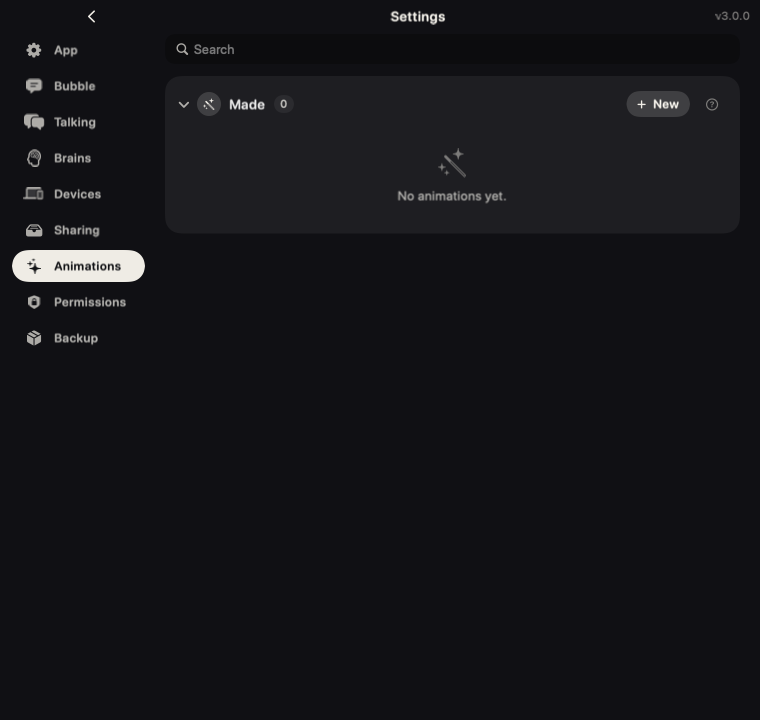 Settings
v3.0.0
App
Bubble
Talking
Brains
Devices
Sharing
Animations
Permissions
Backup
Search
Made 0
+ New
?
No animations yet.